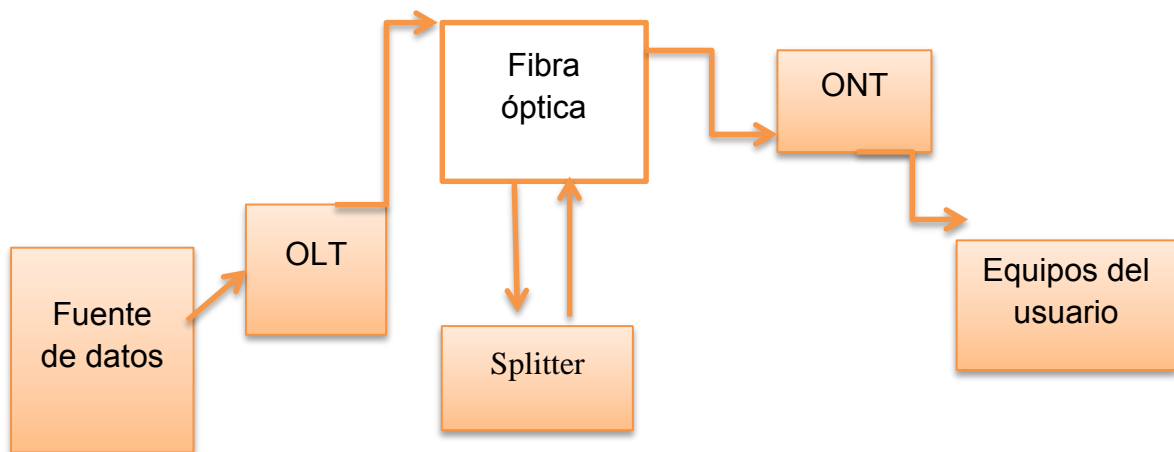 Fuente
de datos
OLT
Fibra
óptica
Splitter
ONT
Equipos del
usuario